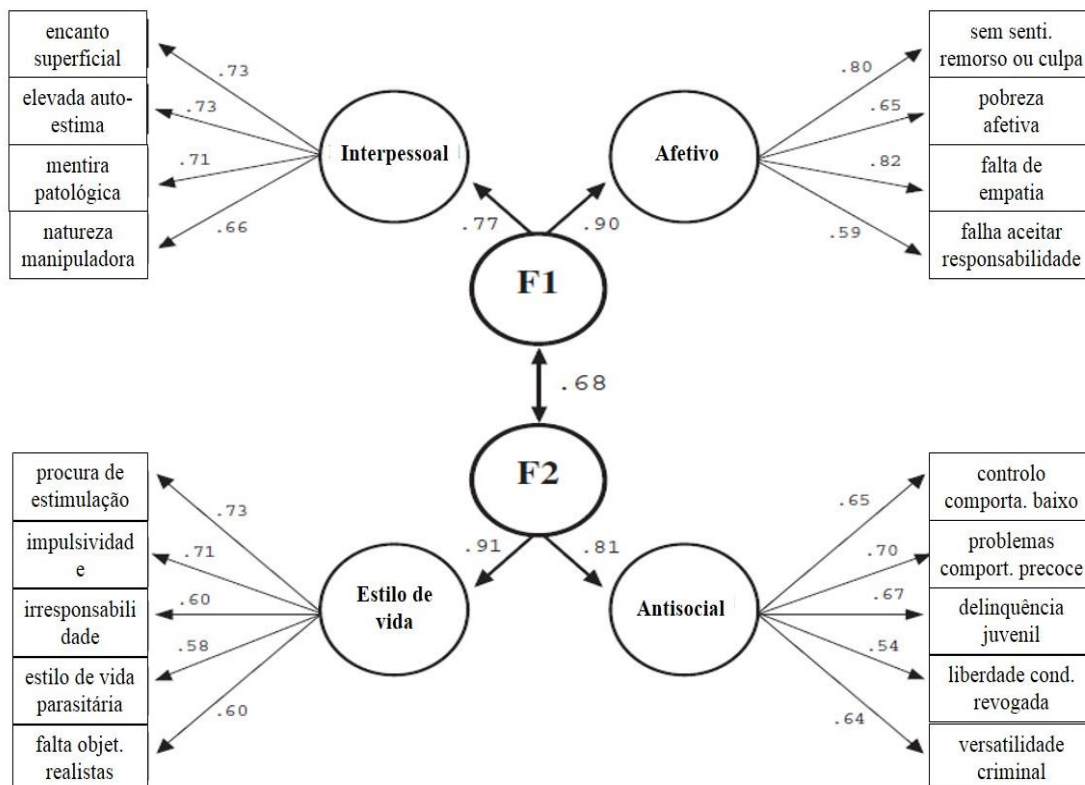 encanto
superficial
elevada auto-
estima
mentira
patológica
natureza
manipuladora
.73
.73
.71
.66
Interpessoal
Afetivo
.80
.65
.82
.59
sem senti.
remorso ou culpa
pobreza
afetiva
falta de
empatia
falha aceitar
responsabilidade
.77
.90
F1
.68
F2
.91
.81
procura de
estimulação
impulsividad
e
irresponsabili
dade
estilo de vida
parasitária
falta objet.
realistas
.73
.71
.60
.58
.60
Estilo de
vida
Antisocial
.65
.70
.67
.54
.64
controlo
comporta. baixo
problemas
comport. precoce
delinquência
juvenil
liberdade cond.
revogada
versatilidade
criminal